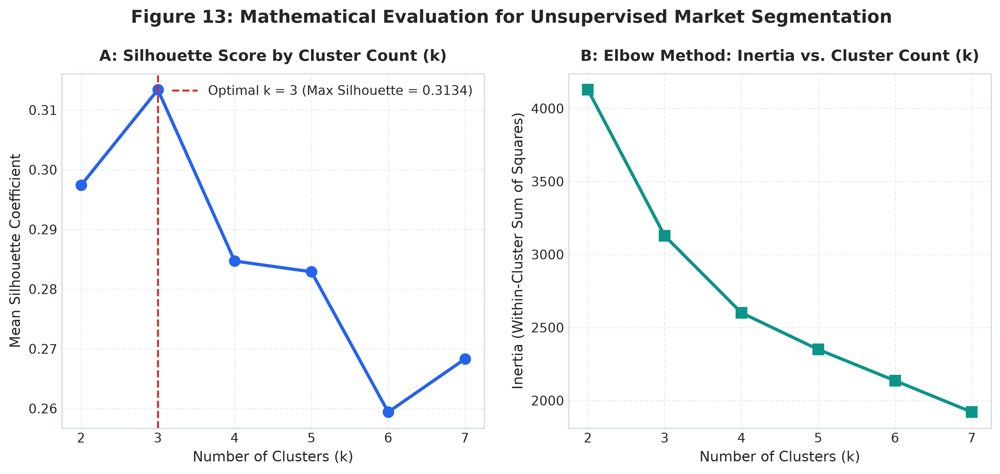 Figure 13: Mathematical Evaluation for Unsupervised Market Segmentation
A: Silhouette Score by Cluster Count (k)
Optimal k = 3 (Max Silhouette = 0.3134)
Mean Silhouette Coefficient
0.31
0.30
0.29
0.28
0.27
0.26
2 3 4 5 6 7
Number of Clusters (k)
B: Elbow Method: Inertia vs. Cluster Count (k)
Inertia (Within-Cluster Sum of Squares)
4000
3500
3000
2500
2000
2 3 4 5 6 7
Number of Clusters (k)